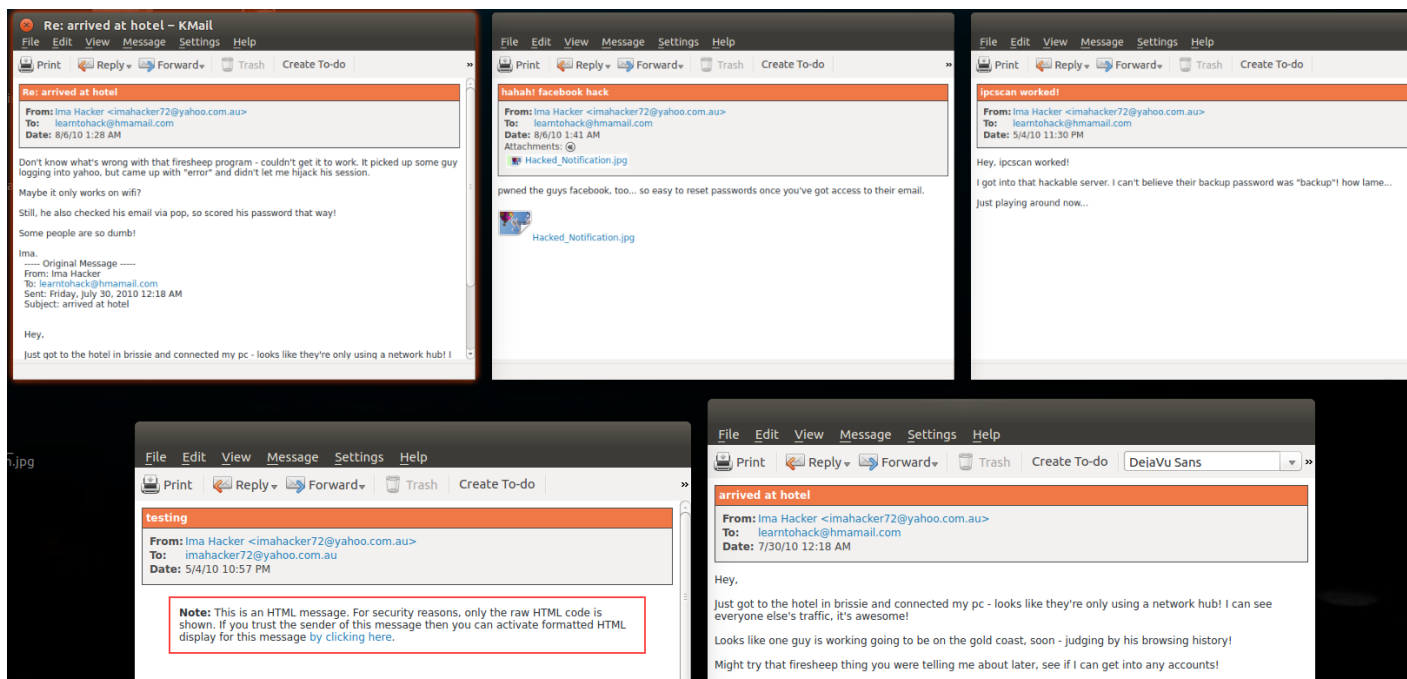 Re: arrived at hotel – KMail
File Edit View Message Settings Help
Print Reply Forward Trash Create To-do »
Re: arrived at hotel
From: Ima Hacker <imahacker72@yahoo.com.au>
To: learntohack@hmamail.com
Date: 8/6/10 1:28 AM
Don't know what's wrong with that firesheep program - couldn't get it to work. It picked up some guy
logging into yahoo, but came up with "error" and didn't let me hijack his session.
Maybe it only works on wifi?
Still, he also checked his email via pop, so scored his password that way!
Some people are so dumb!
Ima.
----- Original Message -----
From: Ima Hacker
To: learntohack@hmamail.com
Sent: Friday, July 30, 2010 12:18 AM
Subject: arrived at hotel
Hey,
Just got to the hotel in brissie and connected my pc - looks like they're only using a network hub! I
File Edit View Message Settings Help
Print Reply Forward Trash Create To-do »
hahah! facebook hack
From: Ima Hacker <imahacker72@yahoo.com.au>
To: learntohack@hmamail.com
Date: 8/6/10 1:41 AM
Attachments:
Hacked_Notification.jpg
pwned the guys facebook, too... so easy to reset passwords once you've got access to their email.
Hacked_Notification.jpg
File Edit View Message Settings Help
Print Reply Forward Trash Create To-do
ipcscan worked!
From: Ima Hacker <imahacker72@yahoo.com.au>
To: learntohack@hmamail.com
Date: 5/4/10 11:30 PM
Hey, ipcscan worked!
I got into that hackable server. I can't believe their backup password was "backup"! how lame...
Just playing around now...
.jpg
File Edit View Message Settings Help
Print Reply Forward Trash Create To-do »
testing
From: Ima Hacker <imahacker72@yahoo.com.au>
To: imahacker72@yahoo.com.au
Date: 5/4/10 10:57 PM
Note: This is an HTML message. For security reasons, only the raw HTML code is
shown. If you trust the sender of this message then you can activate formatted HTML
display for this message by clicking here.
File Edit View Message Settings Help
Print Reply Forward Trash Create To-do DejaVu Sans »
arrived at hotel
From: Ima Hacker <imahacker72@yahoo.com.au>
To: learntohack@hmamail.com
Date: 7/30/10 12:18 AM
Hey,
Just got to the hotel in brissie and connected my pc - looks like they're only using a network hub! I can see
everyone else's traffic, it's awesome!
Looks like one guy is working going to be on the gold coast, soon - judging by his browsing history!
Might try that firesheep thing you were telling me about later, see if I can get into any accounts!